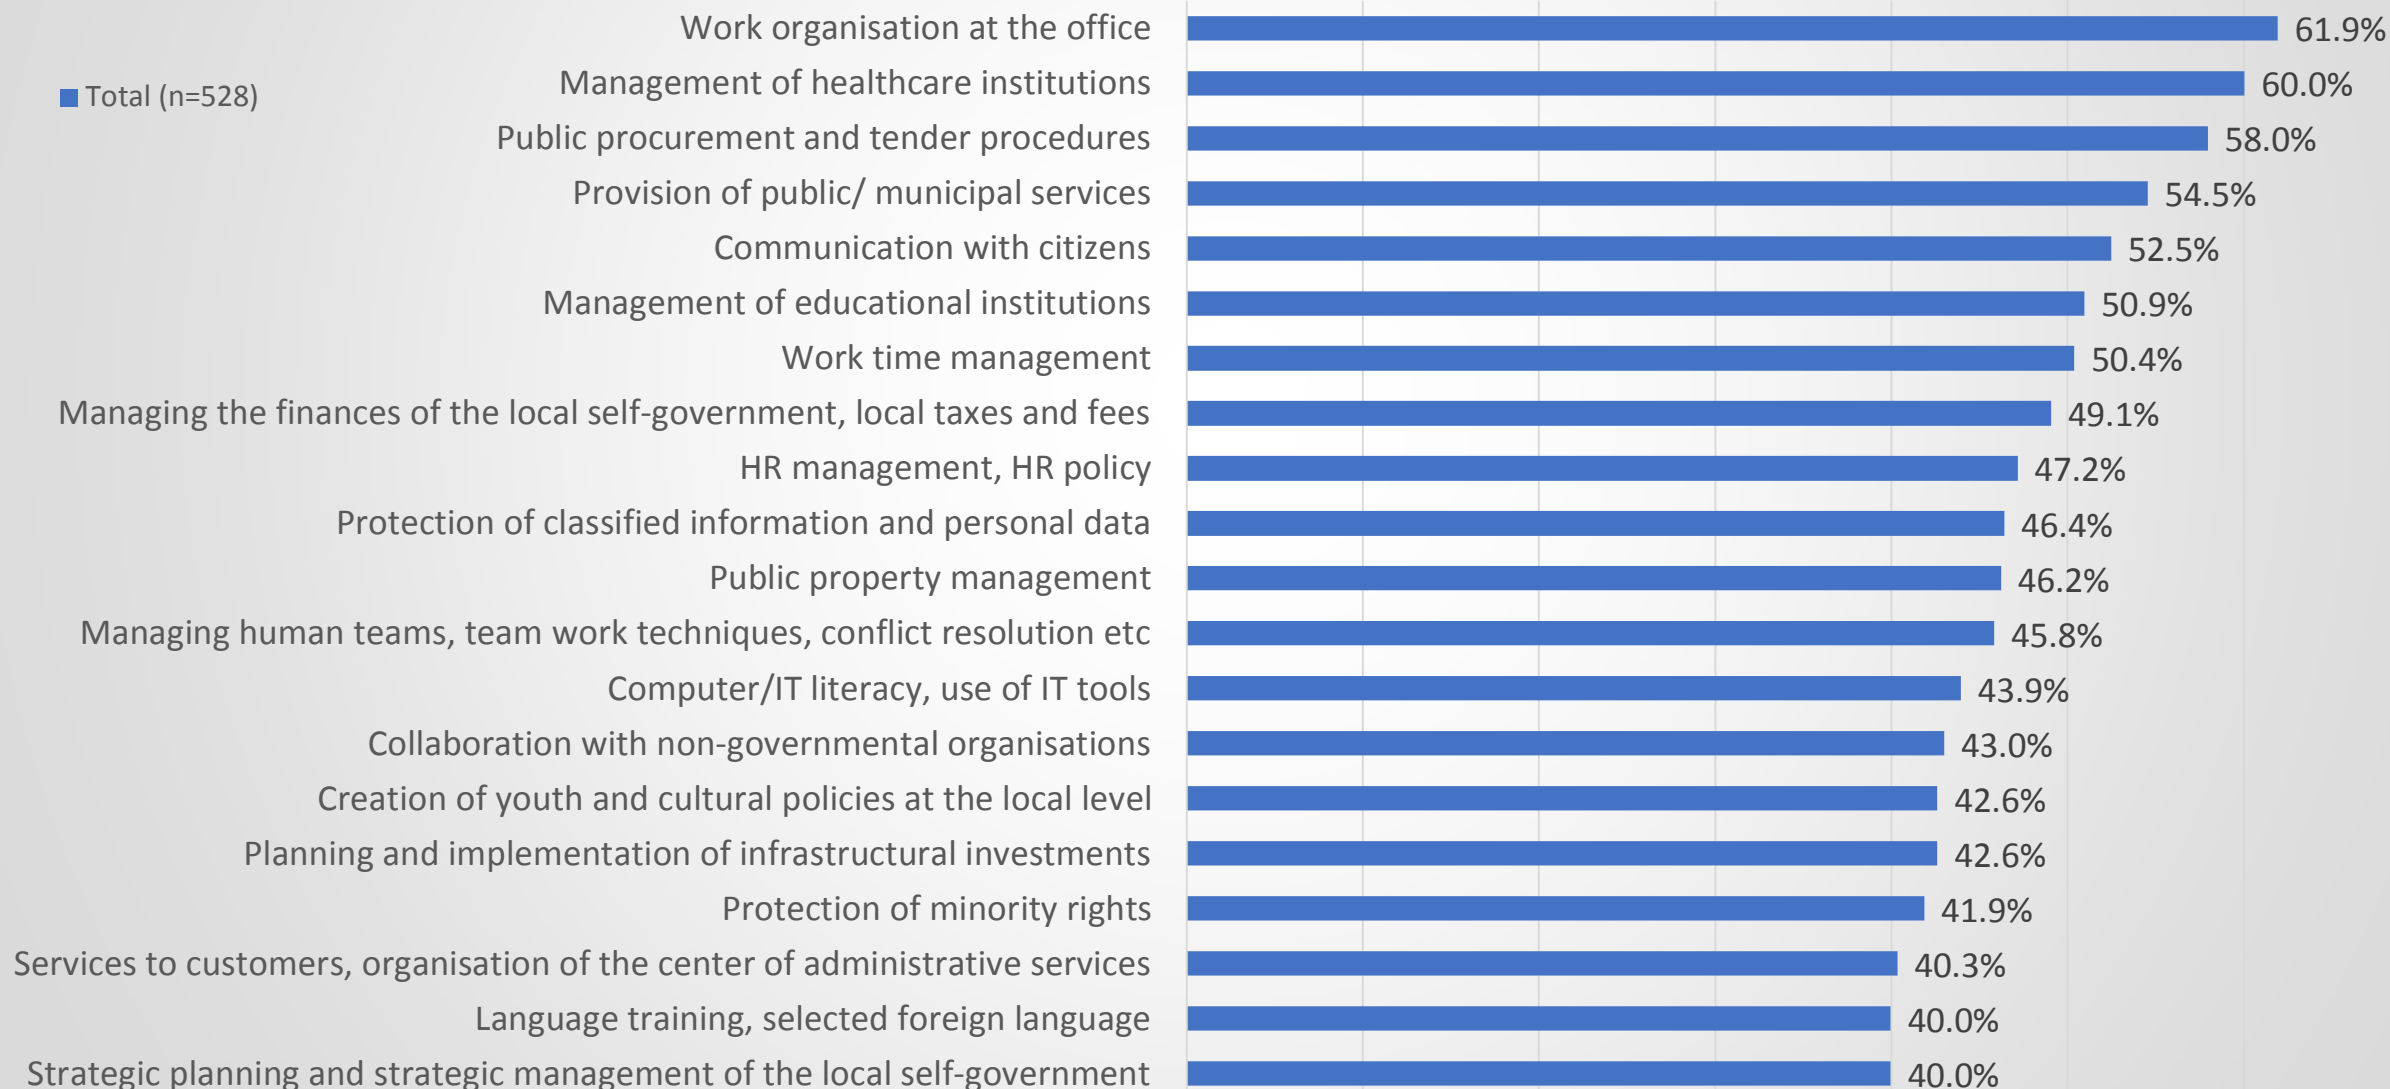 Work organisation at the office 61.9%
Total (n=528)
Management of healthcare institutions 60.0%
Public procurement and tender procedures 58.0%
Provision of public/ municipal services 54.5%
Communication with citizens 52.5%
Management of educational institutions 50.9%
Work time management 50.4%
Managing the finances of the local self-government, local taxes and fees 49.1%
HR management, HR policy 47.2%
Protection of classified information and personal data 46.4%
Public property management 46.2%
Managing human teams, team work techniques, conflict resolution etc 45.8%
Computer/IT literacy, use of IT tools 43.9%
Collaboration with non-governmental organisations 43.0%
Creation of youth and cultural policies at the local level 42.6%
Planning and implementation of infrastructural investments 42.6%
Protection of minority rights 41.9%
Services to customers, organisation of the center of administrative services 40.3%
Language training, selected foreign language 40.0%
Strategic planning and strategic management of the local self-government 40.0%